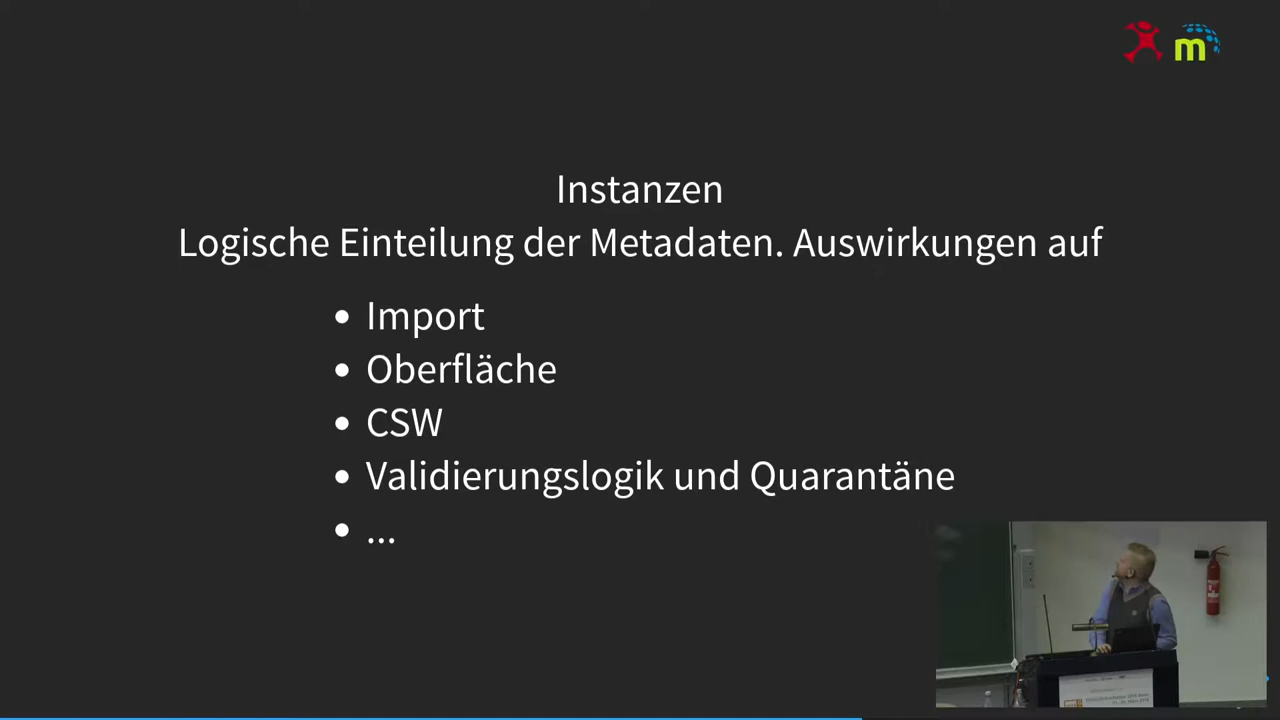 m
Instanzen
Logische Einteilung der Metadaten. Auswirkungen auf
• Import
• Oberfläche
• CSW
• Validierungslogik und Quarantäne
• ...